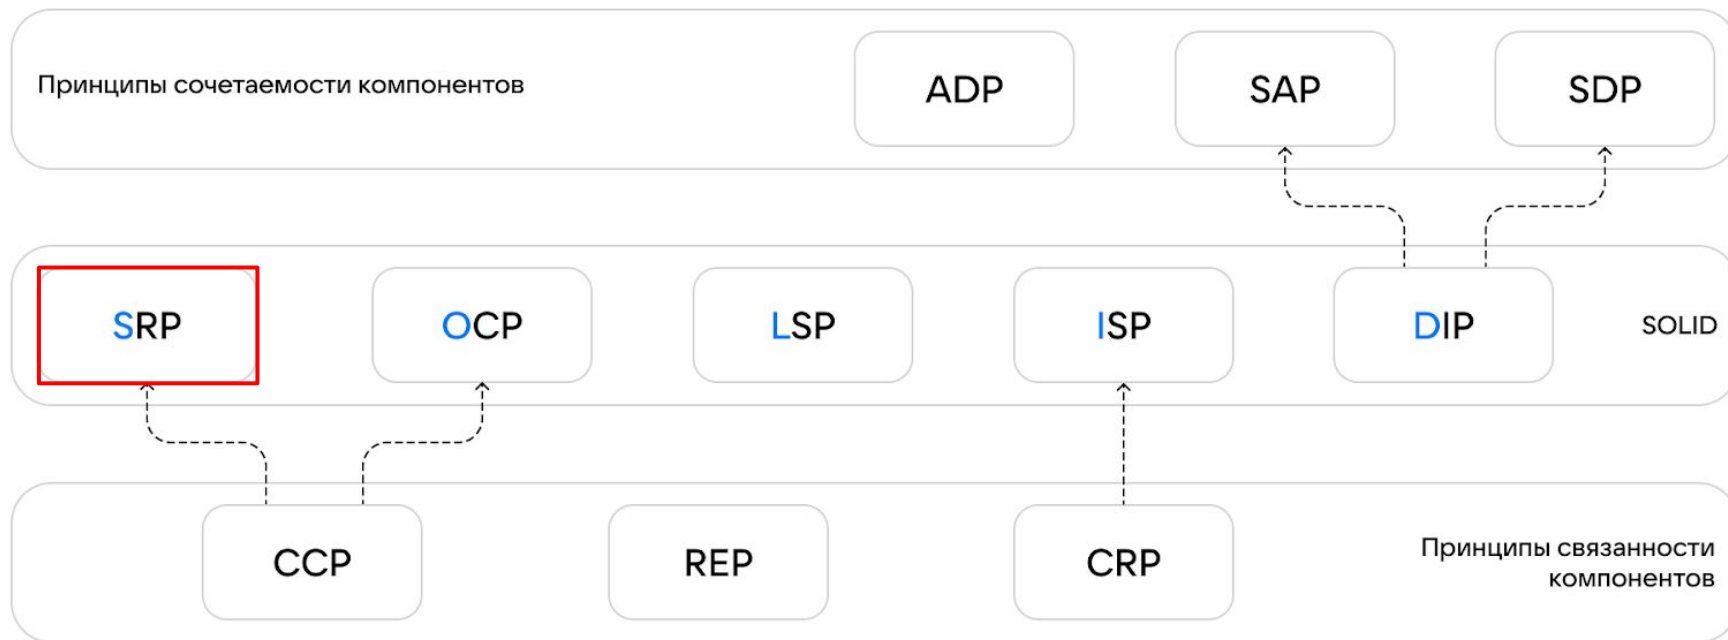 Принципы сочетаемости компонентов
ADP
SAP
SDP
SRP
OCP
LSP
ISP
DIP
SOLID
CCP
REP
CRP
Принципы связанности
компонентов